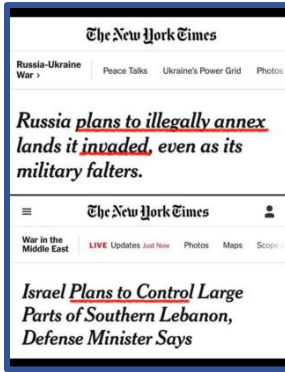 The New York Times
Russia-Ukraine
War › Peace Talks Ukraine's Power Grid Photos
Russia plans to illegally annex
lands it invaded, even as its
military falters.
The New York Times
War in the
Middle East LIVE Updates Just Now Photos Maps Scope
Israel Plans to Control Large
Parts of Southern Lebanon,
Defense Minister Says